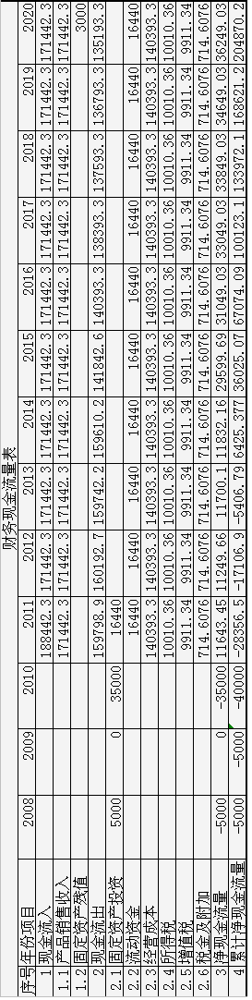 财务现金流量表
序号 年份项目 2008 2009 2010 2011 2012 2013 2014 2015 2016 2017 2018 2019 2020
1 现金流入 188442.3 171442.3 171442.3 171442.3 171442.3 171442.3 171442.3 171442.3 171442.3 171442.3
1.1 产品销售收入 171442.3 171442.3 171442.3 171442.3 171442.3 171442.3 171442.3 171442.3 171442.3 171442.3
1.2 固定资产残值 3000
2 现金流出 159798.9 160192.7 159742.2 159610.2 141842.6 140393.3 138393.3 137593.3 136793.3 135193.3
2.1 固定资产投资 5000 0 35000 16440
2.2 流动资金 16440 16440 16440 16440 16440 16440 16440 16440 16440 16440
2.3 经营成本 140393.3 140393.3 140393.3 140393.3 140393.3 140393.3 140393.3 140393.3 140393.3 140393.3
2.4 所得税 10010.36 10010.36 10010.36 10010.36 10010.36 10010.36 10010.36 10010.36 10010.36 10010.36
2.5 增值税 9911.34 9911.34 9911.34 9911.34 9911.34 9911.34 9911.34 9911.34 9911.34 9911.34
2.6 税金及附加 714.6076 714.6076 714.6076 714.6076 714.6076 714.6076 714.6076 714.6076 714.6076 714.6076
3 净现金流量 -5000 0 -35000 11643.45 11249.66 11700.1 11832.16 29599.69 31049.03 33049.03 33849.03 34649.03 36249.03
4 累计净现金流量 -5000 -5000 -40000 -28356.5 -17106.9 -5406.79 6425.377 36025.07 67074.09 100123.1 133972.1 168621.2 204870.2